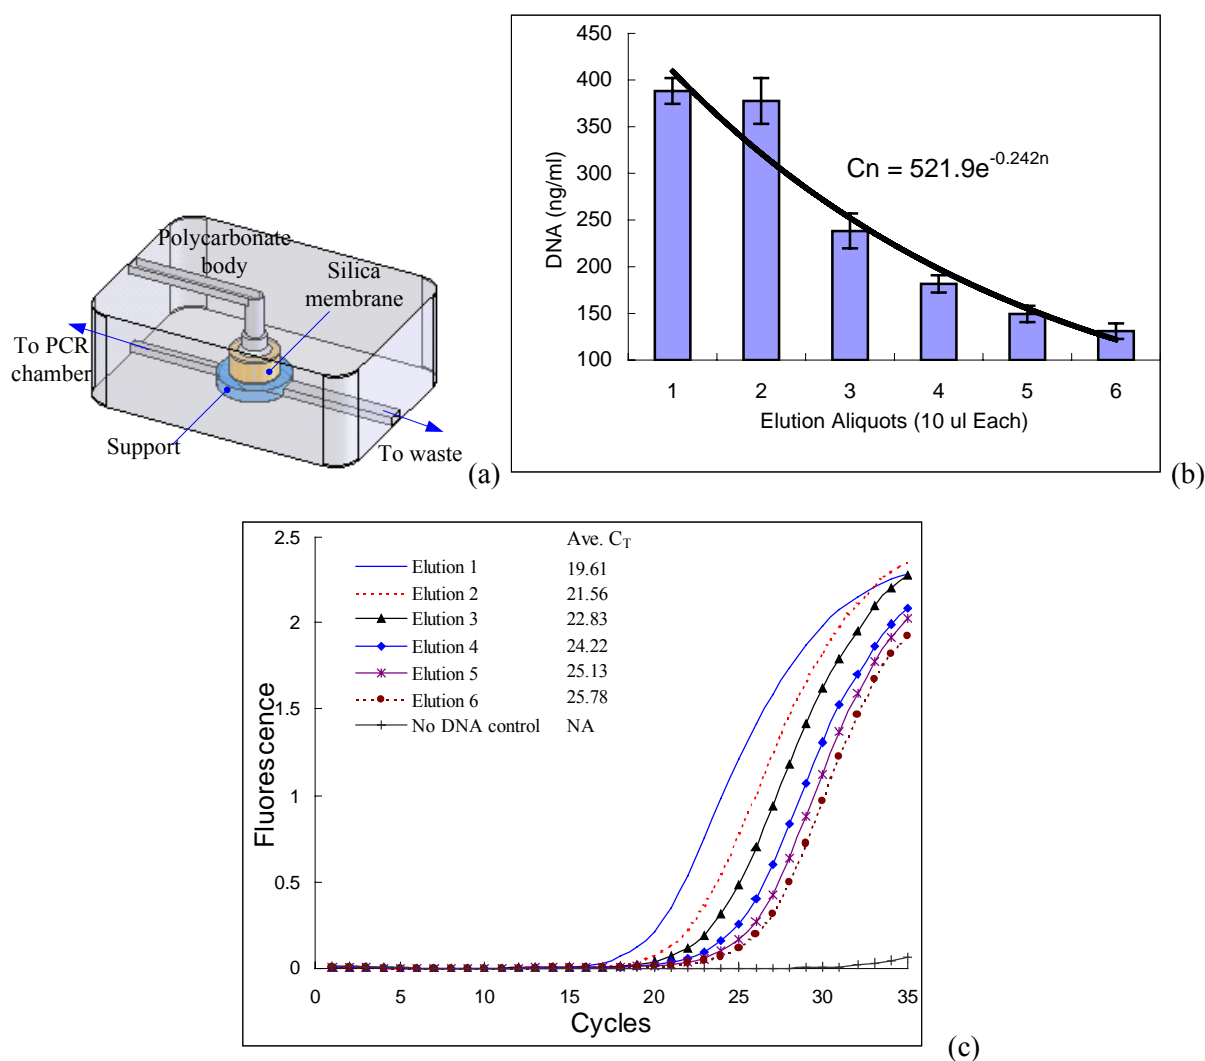 Polycarbonate
body
Silica
membrane
To PCR
chamber
Support
To waste
(a)
450
400
350
300
250
200
150
100
DNA (ng/ml)
Cn = 521.9e^-0.242n
1 2 3 4 5 6
Elution Aliquots (10 ul Each)
(b)
2.5
2
1.5
1
0.5
0
Fluorescence
Ave. C_T
Elution 1 19.61
Elution 2 21.56
Elution 3 22.83
Elution 4 24.22
Elution 5 25.13
Elution 6 25.78
No DNA control NA
0 5 10 15 20 25 30 35
Cycles
(c)